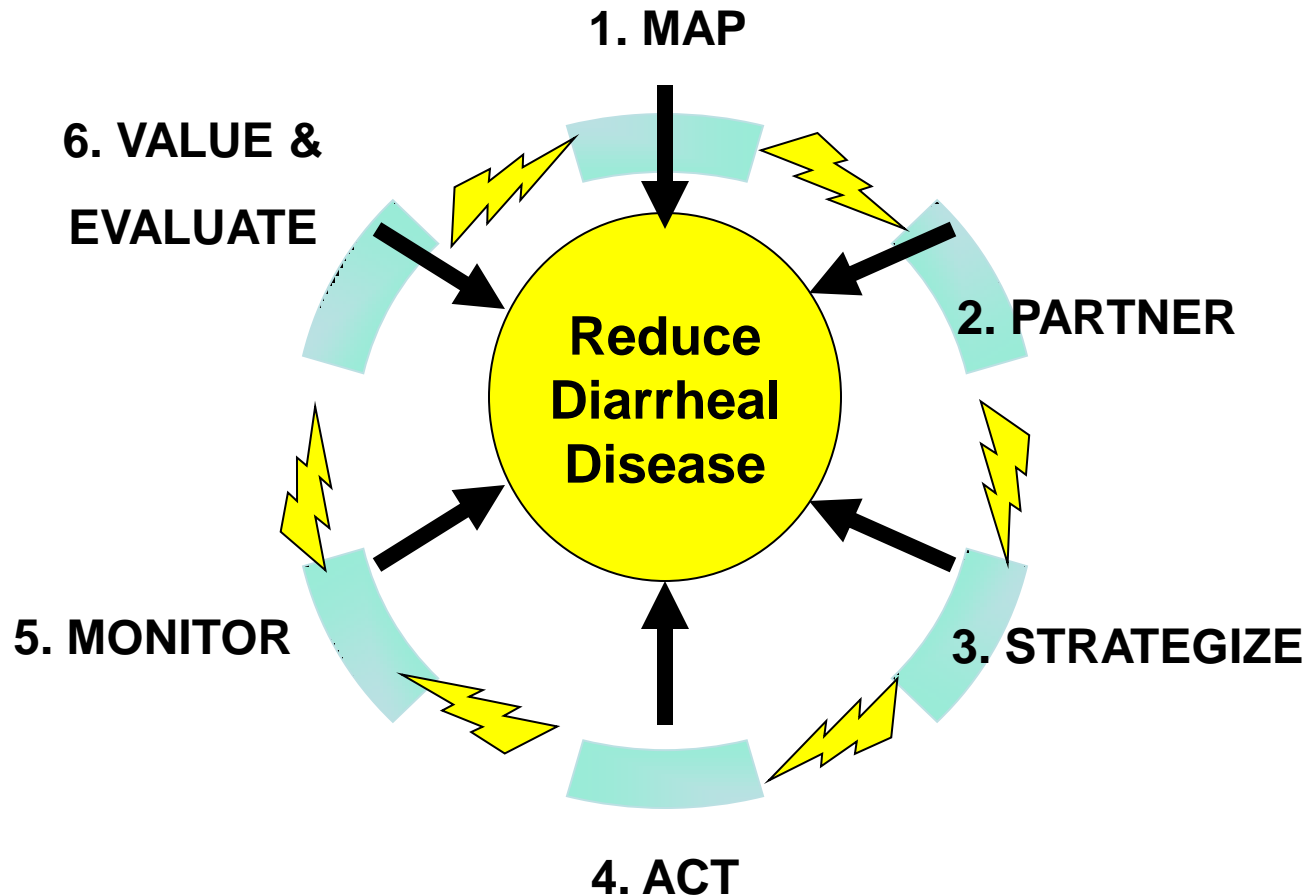 1. MAP
6. VALUE &
EVALUATE
2. PARTNER
Reduce
Diarrheal
Disease
5. MONITOR
3. STRATEGIZE
4. ACT